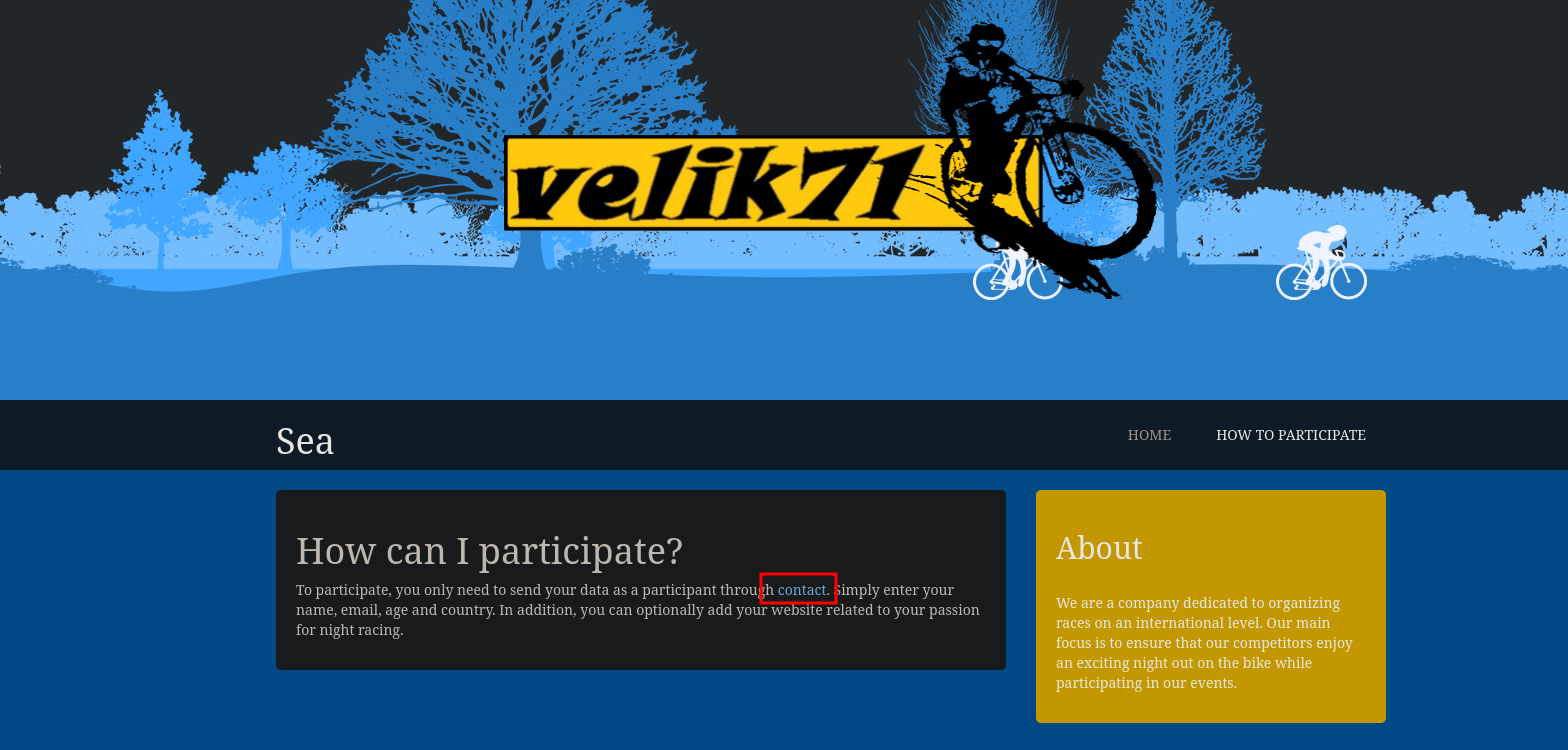 velik71
Sea
HOME
HOW TO PARTICIPATE
How can I participate?
To participate, you only need to send your data as a participant through contact. Simply enter your
name, email, age and country. In addition, you can optionally add your website related to your passion
for night racing.
About
We are a company dedicated to organizing
races on an international level. Our main
focus is to ensure that our competitors enjoy
an exciting night out on the bike while
participating in our events.